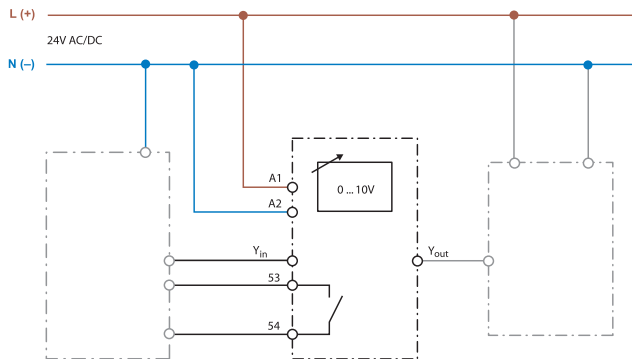 L (+)
24V AC/DC
N (–)
A1
0 ... 10V
A2
Yin
Yout
53
54